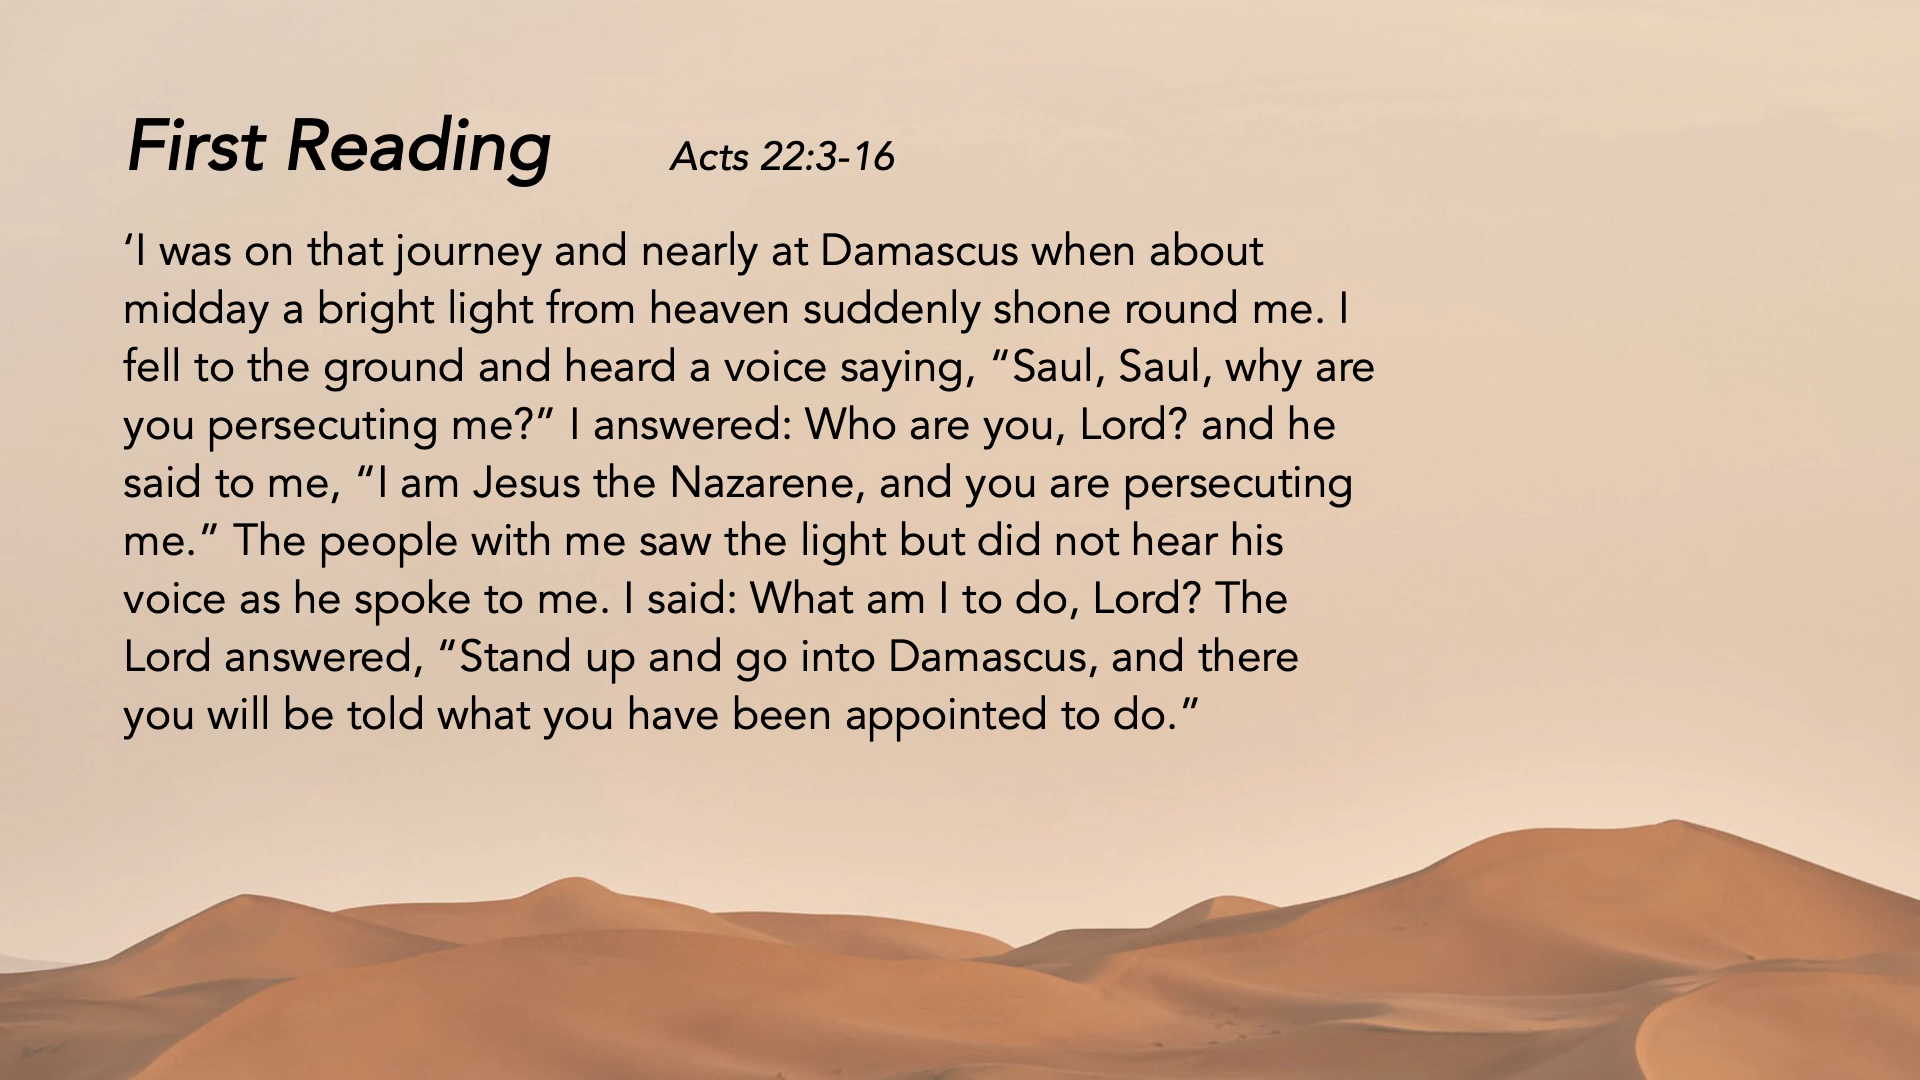 First Reading Acts 22:3-16
‘I was on that journey and nearly at Damascus when about
midday a bright light from heaven suddenly shone round me. I
fell to the ground and heard a voice saying, “Saul, Saul, why are
you persecuting me?” I answered: Who are you, Lord? and he
said to me, “I am Jesus the Nazarene, and you are persecuting
me.” The people with me saw the light but did not hear his
voice as he spoke to me. I said: What am I to do, Lord? The
Lord answered, “Stand up and go into Damascus, and there
you will be told what you have been appointed to do.”